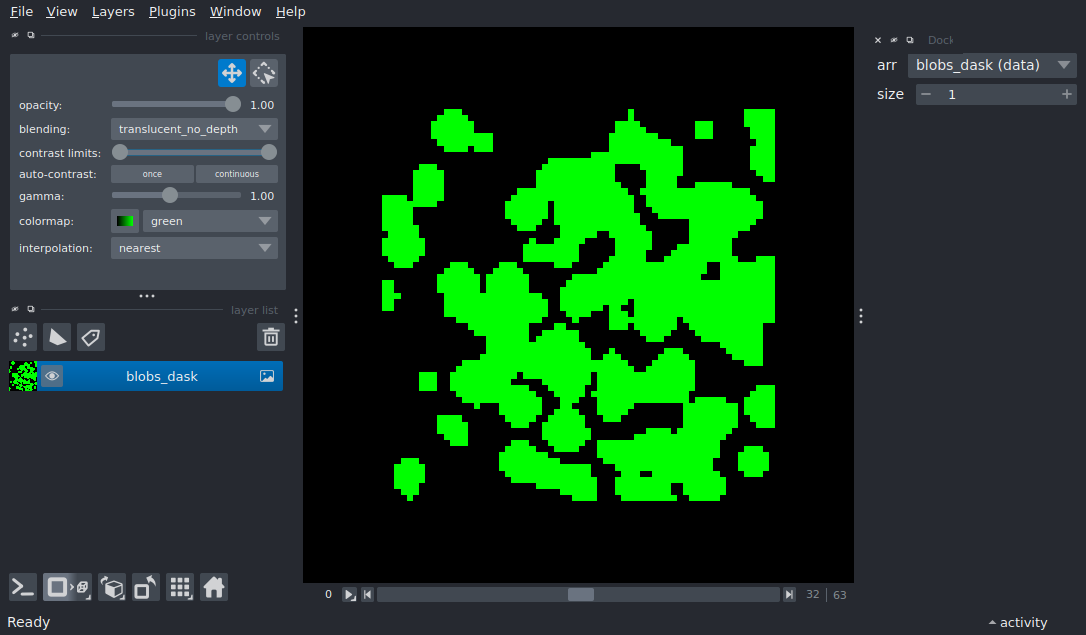 File View Layers Plugins Window Help
layer controls
opacity: 1.00
blending: translucent_no_depth
contrast limits:
auto-contrast: once continuous
gamma: 1.00
colormap: green
interpolation: nearest
layer list
blobs_dask
Dock
arr blobs_dask (data)
size 1
0 32 63
Ready
activity